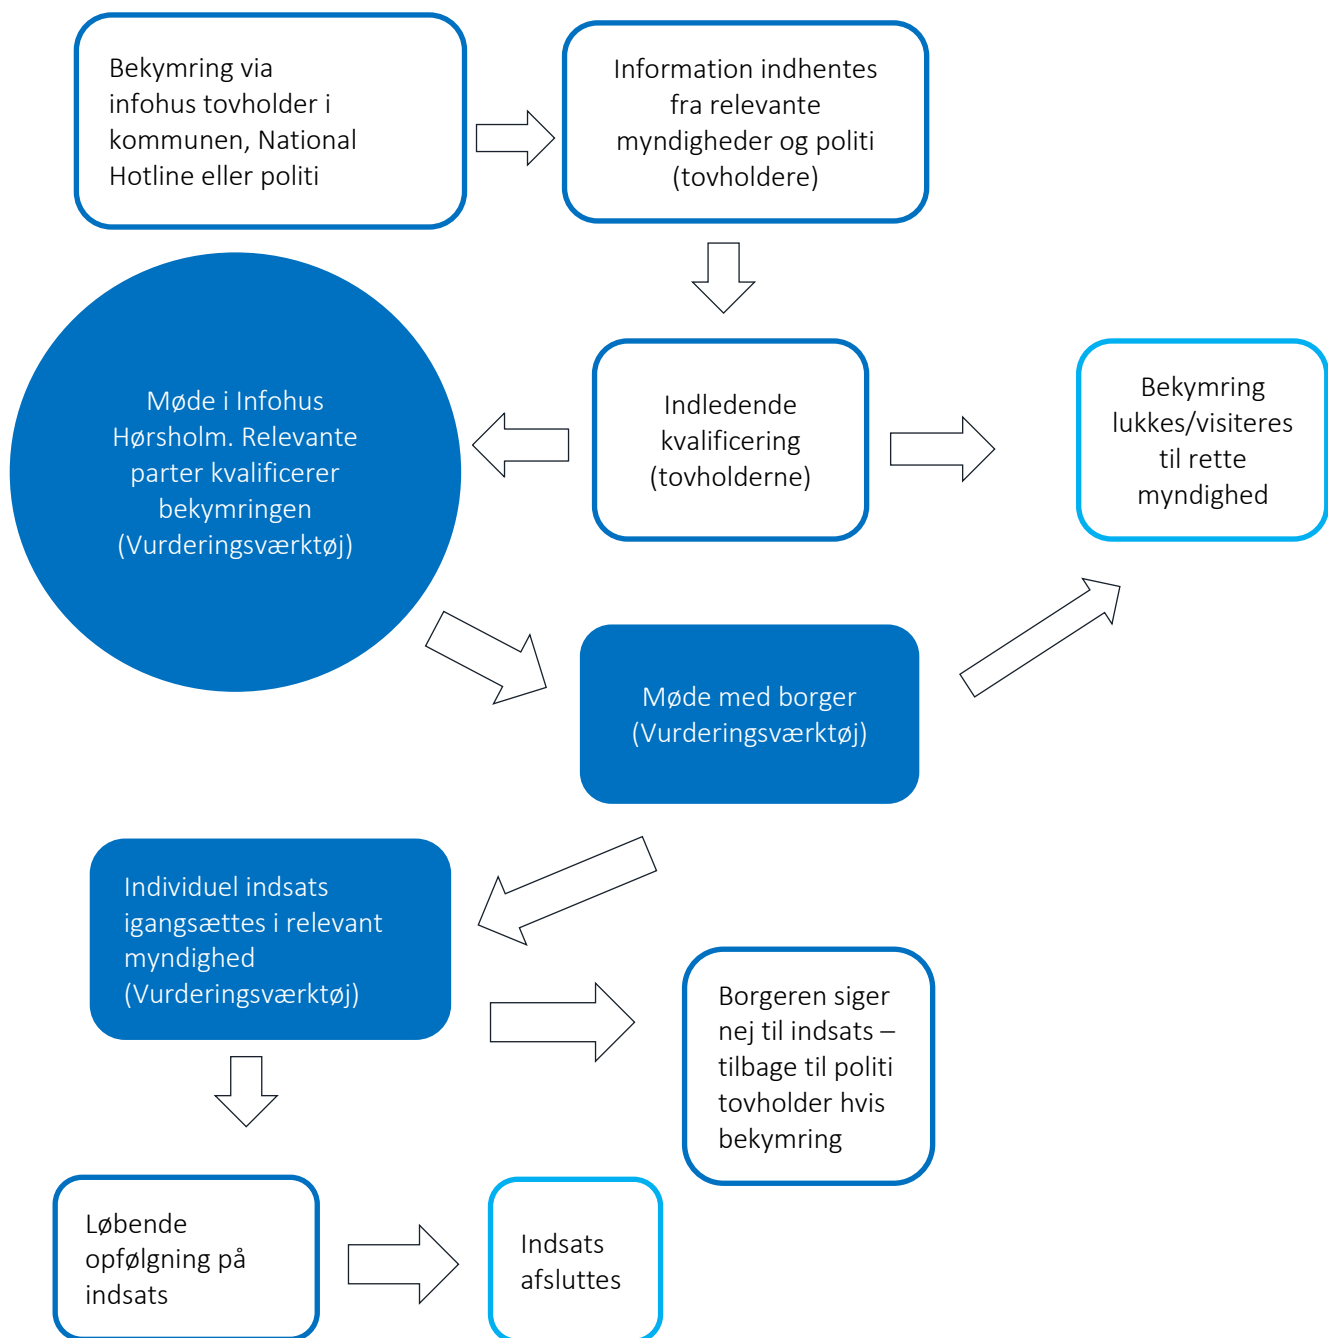 Bekymring via
infohus tovholder i
kommunen, National
Hotline eller politi
Information indhentes
fra relevante
myndigheder og politi
(tovholdere)
Møde i Infohus
Hørsholm. Relevante
parter kvalificerer
bekymringen
(Vurderingsværktøj)
Indledende
kvalificering
(tovholderne)
Bekymring
lukkes/visiteres
til rette
myndighed
Møde med borger
(Vurderingsværktøj)
Individuel indsats
igangsættes i relevant
myndighed
(Vurderingsværktøj)
Borgeren siger
nej til indsats –
tilbage til politi
tovholder hvis
bekymring
Løbende
opfølgning på
indsats
Indsats
afsluttes